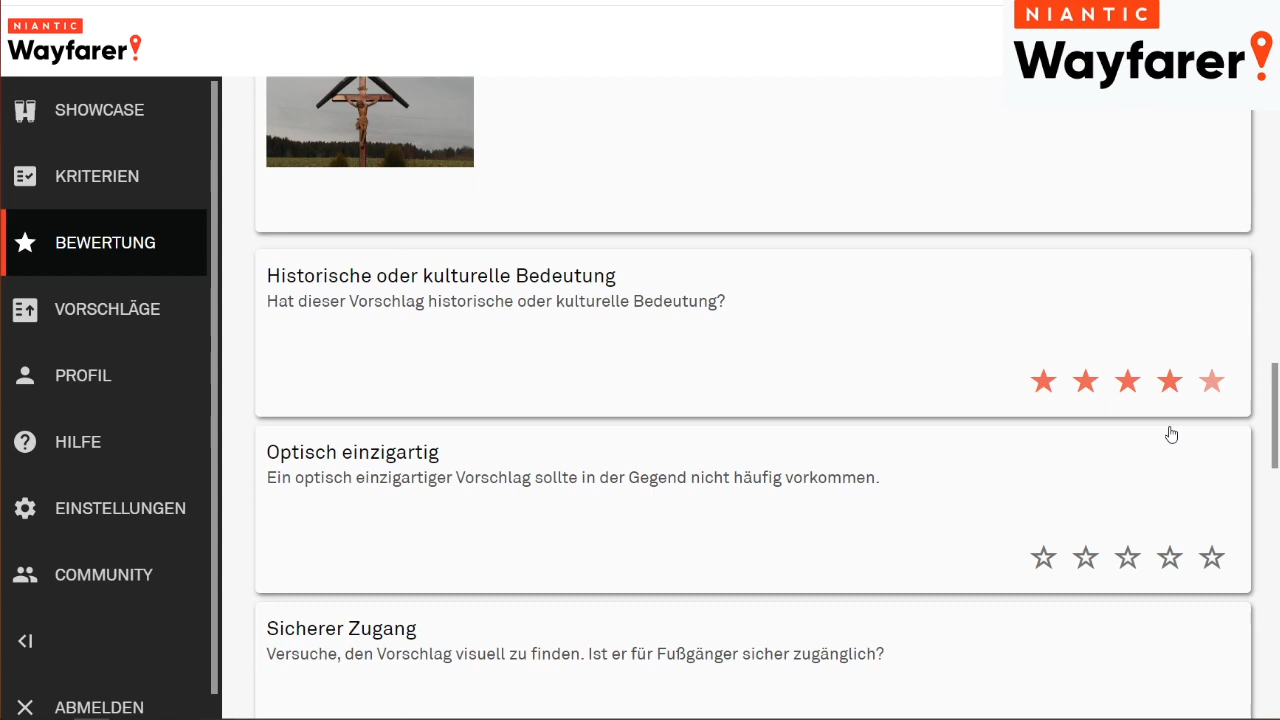 NIANTIC
Wayfarer
NIANTIC
Wayfarer
SHOWCASE
KRITERIEN
BEWERTUNG
VORSCHLÄGE
PROFIL
HILFE
EINSTELLUNGEN
COMMUNITY
ABMELDEN
Historische oder kulturelle Bedeutung
Hat dieser Vorschlag historische oder kulturelle Bedeutung?
Optisch einzigartig
Ein optisch einzigartiger Vorschlag sollte in der Gegend nicht häufig vorkommen.
Sicherer Zugang
Versuche, den Vorschlag visuell zu finden. Ist er für Fußgänger sicher zugänglich?